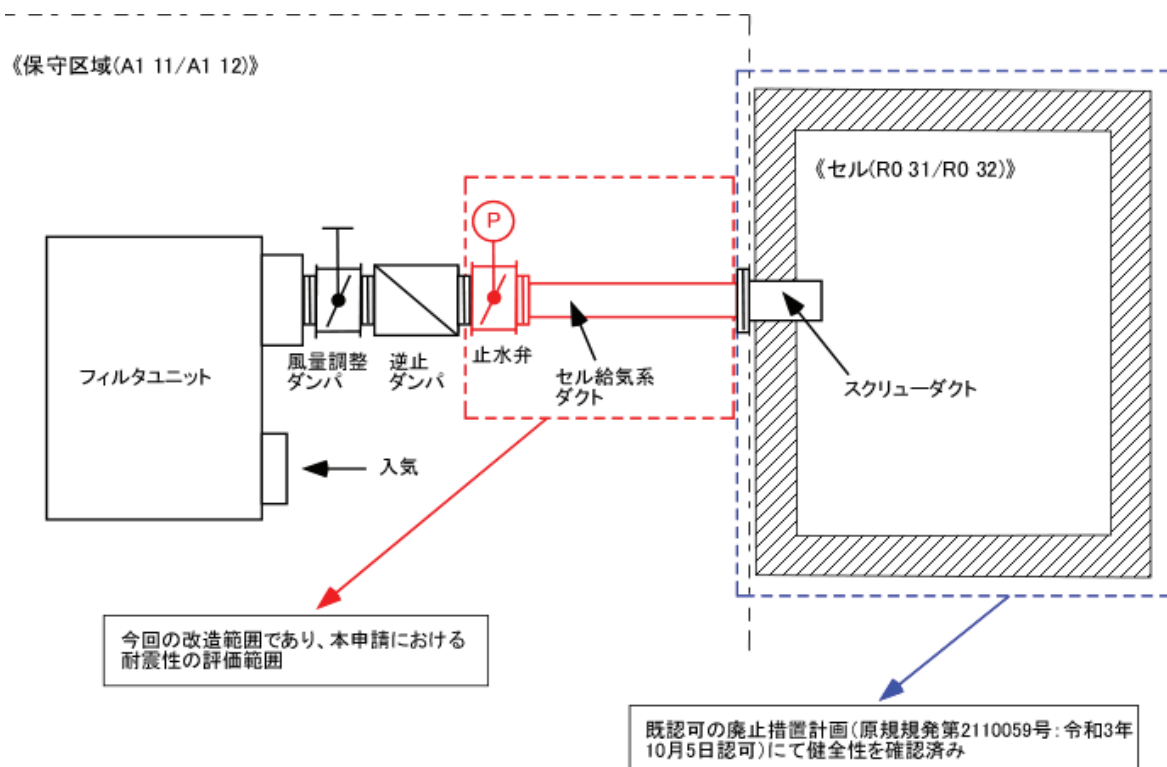 《保守区域(A1 11/A1 12)》
《セル(R0 31/R0 32)》
P
フィルタユニット
風量調整
ダンパ
逆止
ダンパ
止水弁
セル給気系
ダクト
スクリューダクト
入気
今回の改造範囲であり、本申請における
耐震性の評価範囲
既認可の廃止措置計画(原規規発第2110059号:令和3年
10月5日認可)にて健全性を確認済み